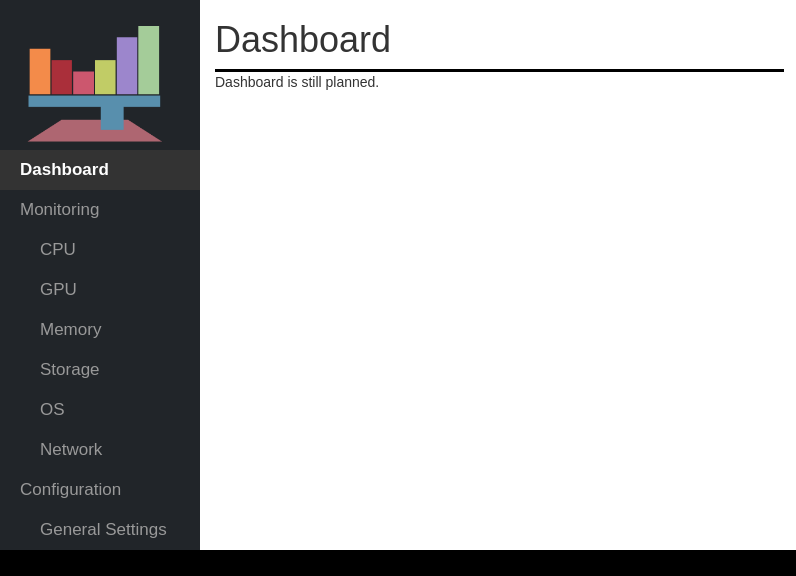 Dashboard
Monitoring
CPU
GPU
Memory
Storage
OS
Network
Configuration
General Settings
Dashboard
Dashboard is still planned.